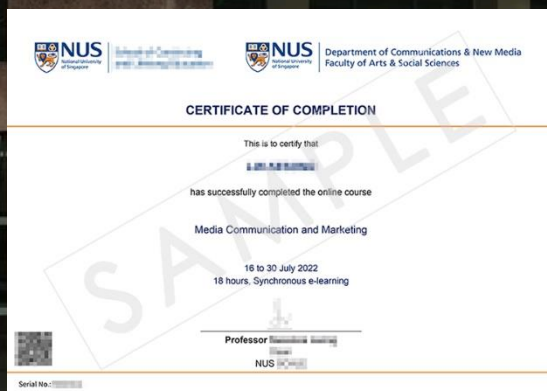 NUS
National University
of Singapore
NUS
National University
of Singapore
Department of Communications & New Media
Faculty of Arts & Social Sciences
CERTIFICATE OF COMPLETION
This is to certify that
has successfully completed the online course
Media Communication and Marketing
16 to 30 July 2022
18 hours, Synchronous e-learning
SAMPLE
Professor
NUS
Serial No.: